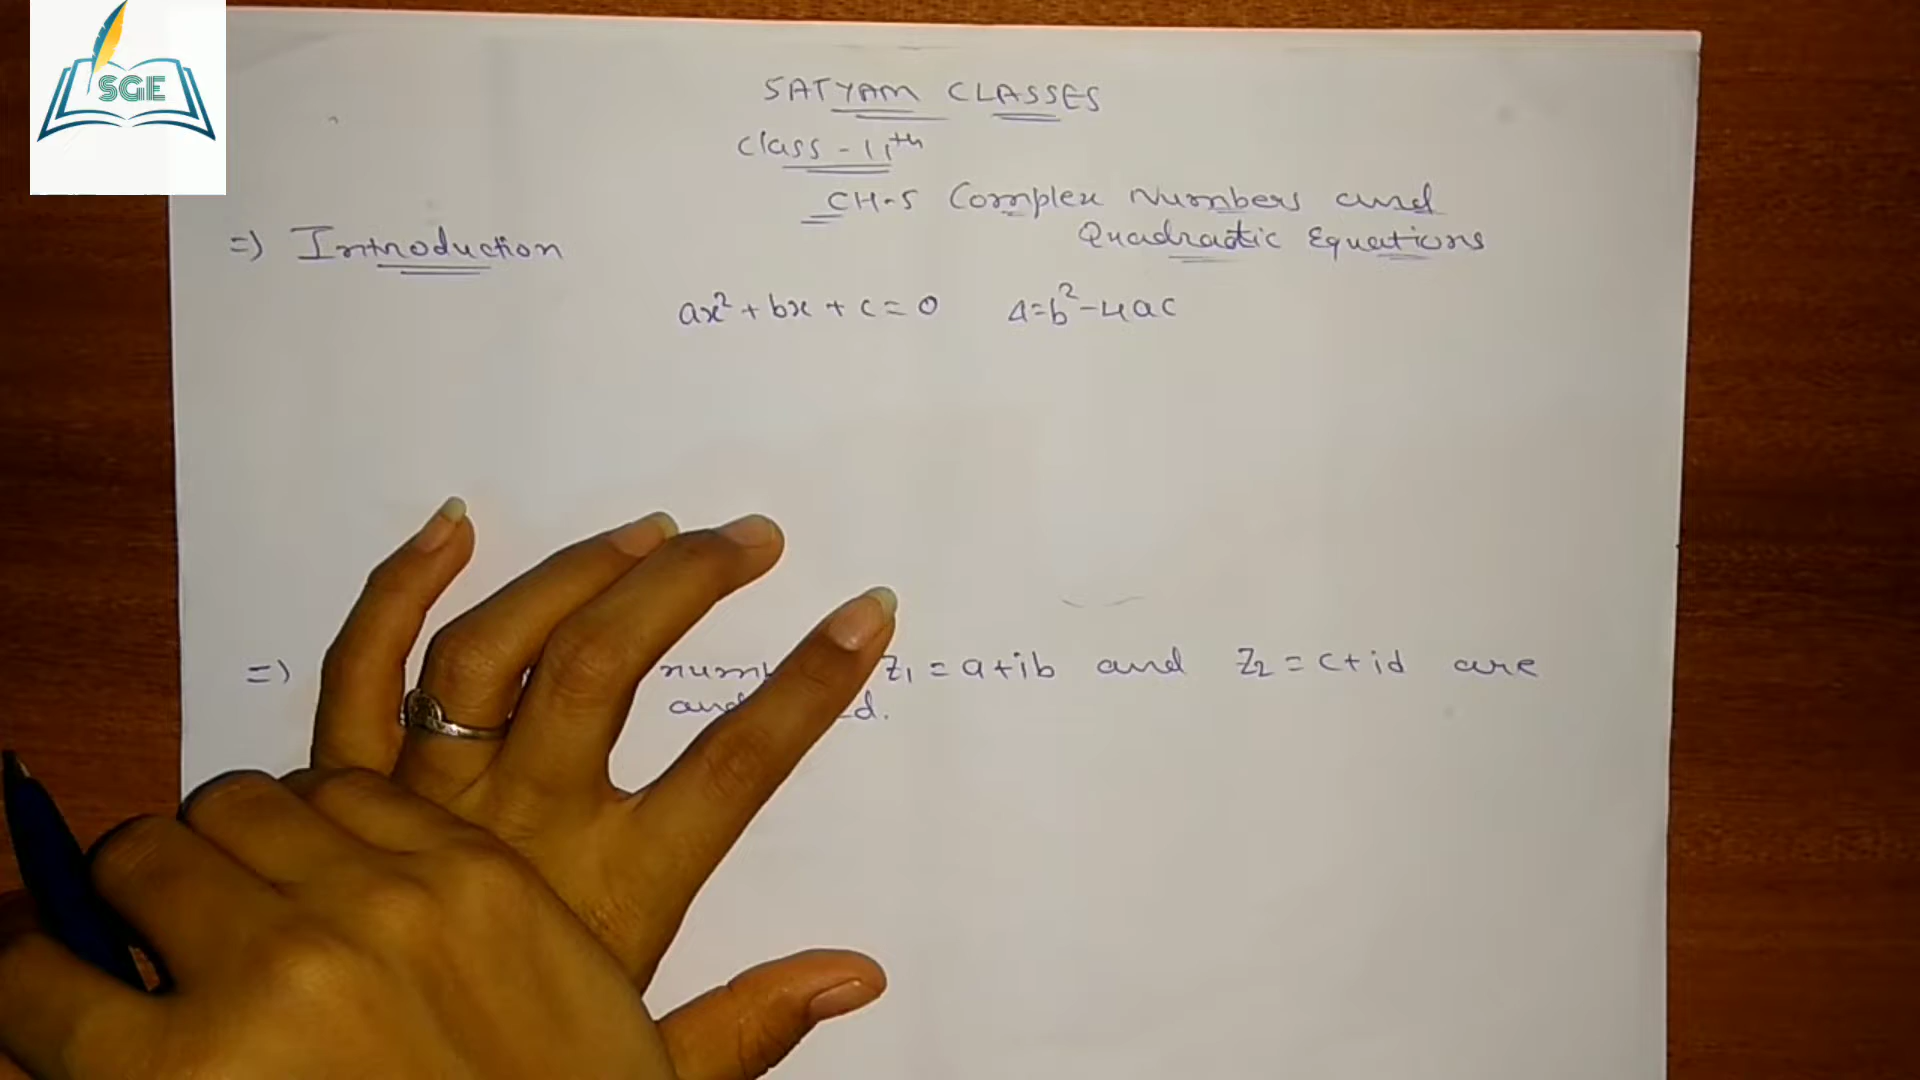 SGE
SATYAM CLASSES
Class - 11th
CH-5 Complex Numbers and
Quadratic Equations
=) Introduction
ax² + bx + c = 0 Δ=b²-4ac
=) Z₁ = a+ib and Z₂ = c+id are